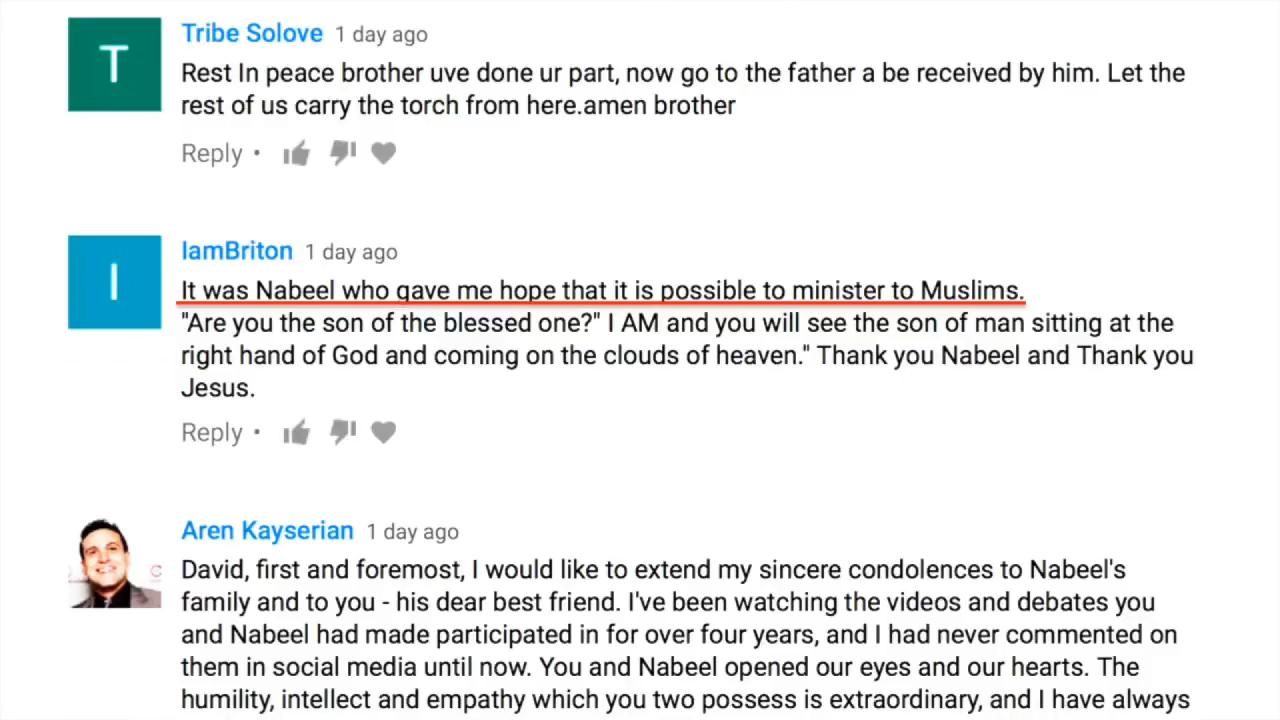 T
Tribe Solove 1 day ago
Rest In peace brother uve done ur part, now go to the father a be received by him. Let the
rest of us carry the torch from here.amen brother
Reply •
I
IamBriton 1 day ago
It was Nabeel who gave me hope that it is possible to minister to Muslims.
"Are you the son of the blessed one?" I AM and you will see the son of man sitting at the
right hand of God and coming on the clouds of heaven." Thank you Nabeel and Thank you
Jesus.
Reply •
Aren Kayserian 1 day ago
David, first and foremost, I would like to extend my sincere condolences to Nabeel's
family and to you - his dear best friend. I've been watching the videos and debates you
and Nabeel had made participated in for over four years, and I had never commented on
them in social media until now. You and Nabeel opened our eyes and our hearts. The
humility, intellect and empathy which you two possess is extraordinary, and I have always